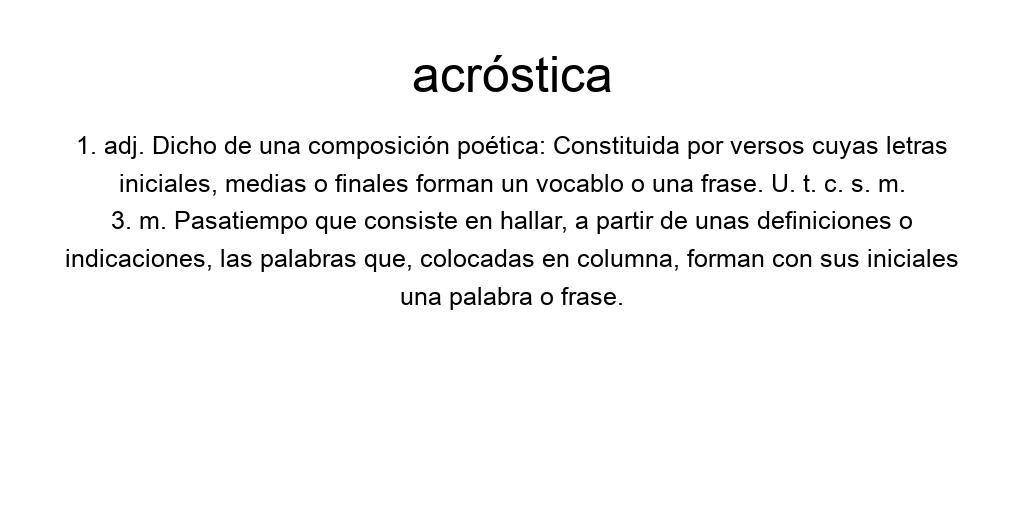 acróstica
1. adj. Dicho de una composición poética: Constituida por versos cuyas letras
iniciales, medias o finales forman un vocablo o una frase. U. t. c. s. m.
3. m. Pasatiempo que consiste en hallar, a partir de unas definiciones o
indicaciones, las palabras que, colocadas en columna, forman con sus iniciales
una palabra o frase.